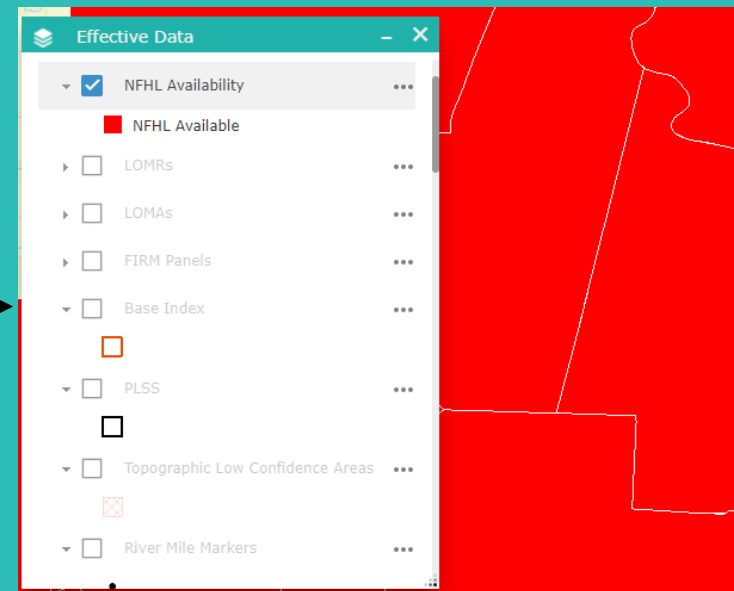 Effective Data
NFHL Availability
NFHL Available
LOMRs
LOMAs
FIRM Panels
Base Index
PLSS
Topographic Low Confidence Areas
River Mile Markers